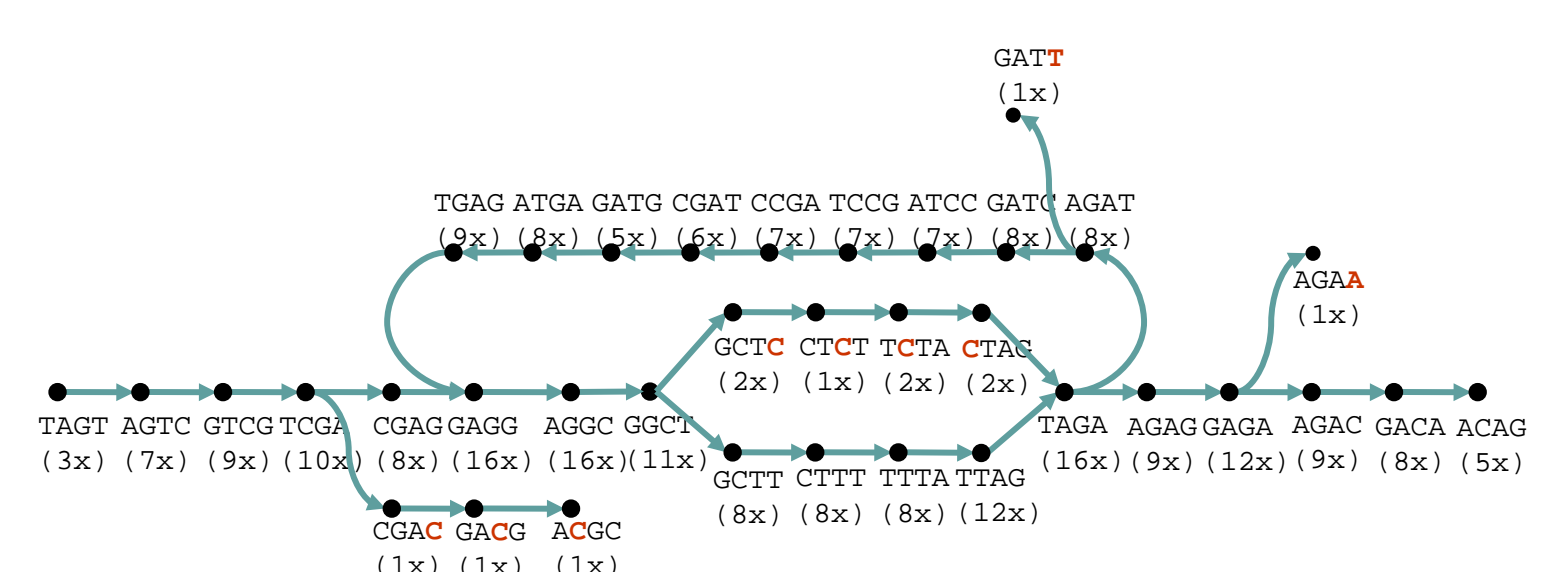 GATT
(1x)
TGAG ATGA GATG CGAT CCGA TCCG ATCC GATC AGAT
(9x) (8x) (5x) (6x) (7x) (7x) (7x) (8x) (8x)
AGAA
(1x)
GCTC CTCT TCTA CTAG
(2x) (1x) (2x) (2x)
TAGT AGTC GTCG TCGA CGAG GAGG AGGC GGCT TAGA AGAG GAGA AGAC GACA ACAG
(3x) (7x) (9x) (10x) (8x) (16x) (16x) (11x) (16x) (9x) (12x) (9x) (8x) (5x)
GCTT CTTT TTTA TTAG
(8x) (8x) (8x) (12x)
CGAC GACG ACGC
(1x) (1x) (1x)